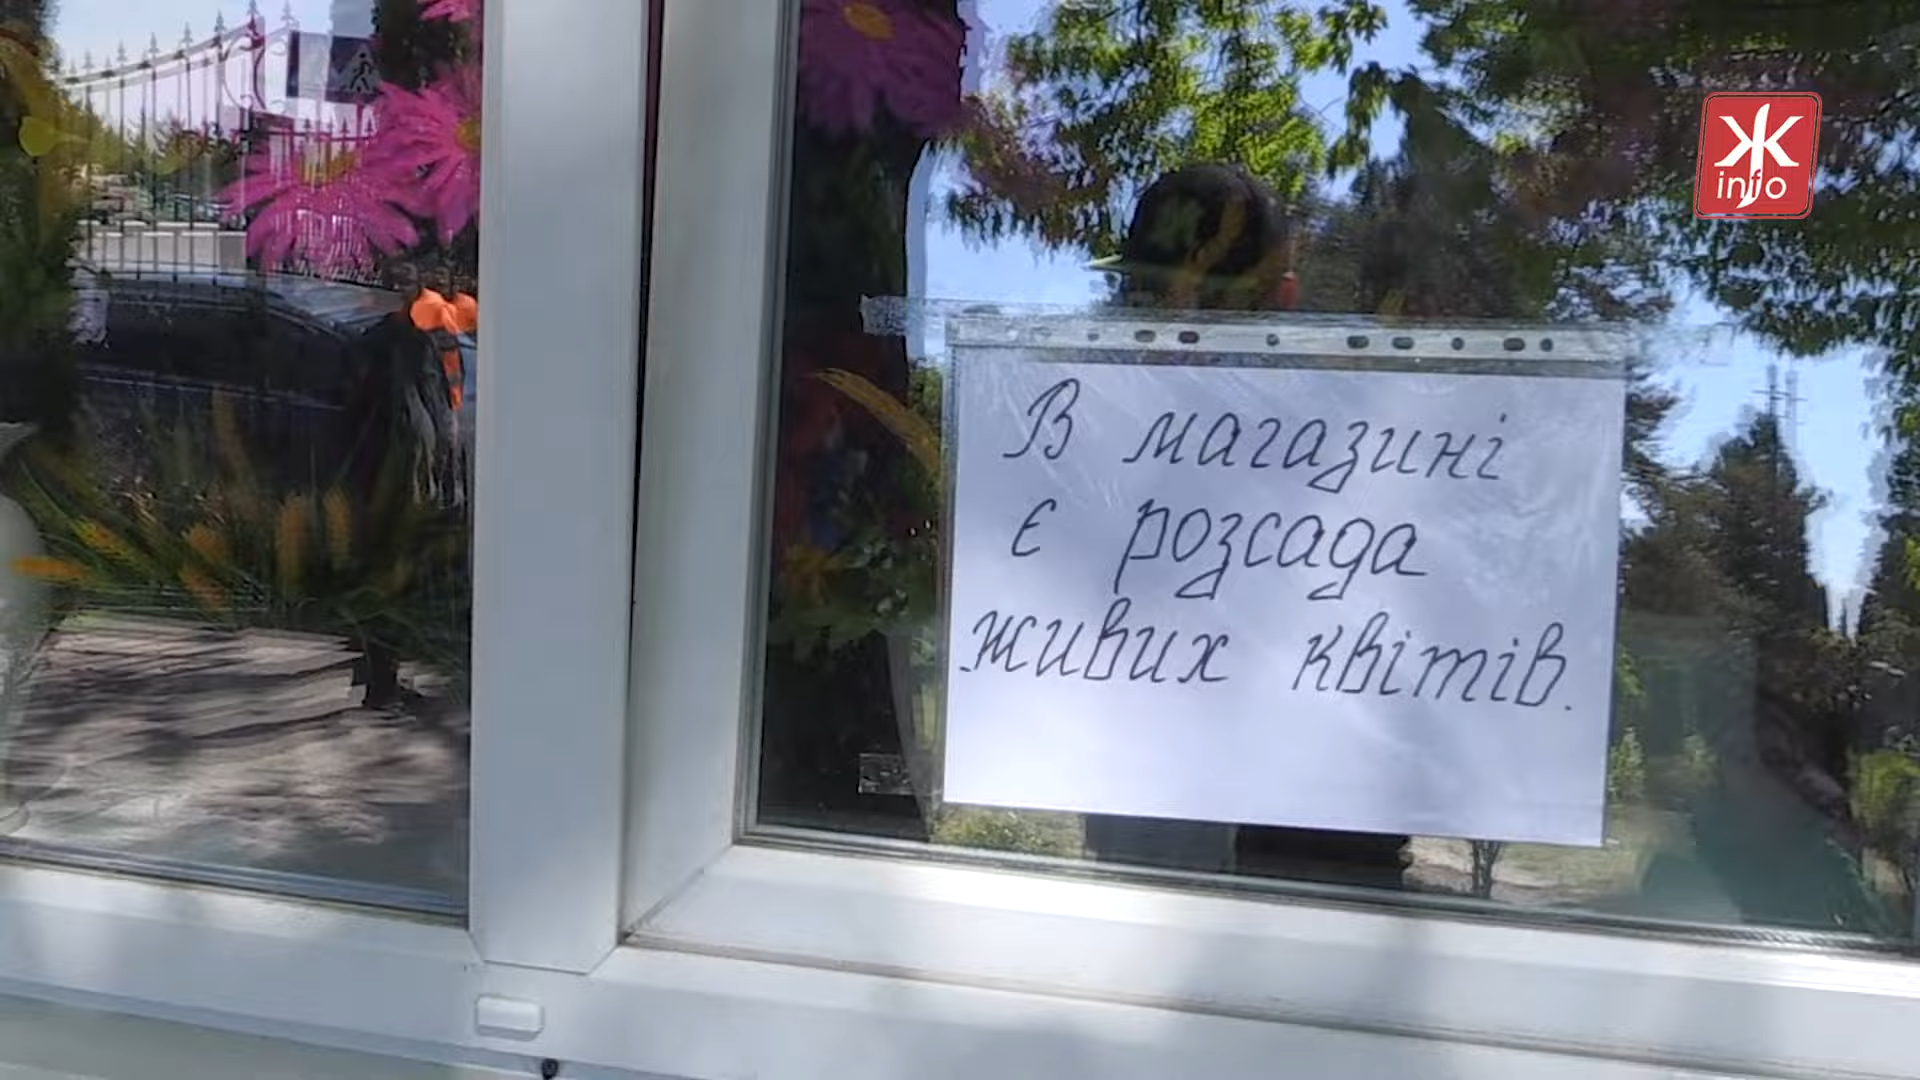 Ж
info
В магазині
є розсада
живих квітів.